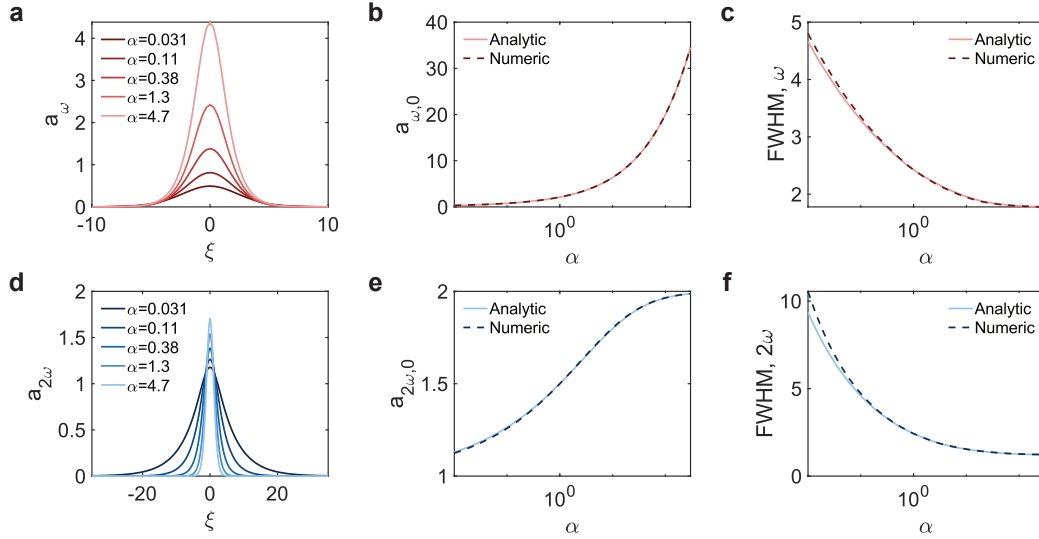 a
4
3
2
1
0
a_ω
α=0.031
α=0.11
α=0.38
α=1.3
α=4.7
-10
0
10
ξ
b
40
30
20
10
0
a_ω,0
Analytic
Numeric
10^0
α
c
5
4
3
2
FWHM, ω
Analytic
Numeric
10^0
α
d
2
1.5
1
0.5
0
a_2ω
α=0.031
α=0.11
α=0.38
α=1.3
α=4.7
-20
0
20
ξ
e
2
1.5
1
a_2ω,0
Analytic
Numeric
10^0
α
f
10
5
0
FWHM, 2ω
Analytic
Numeric
10^0
α